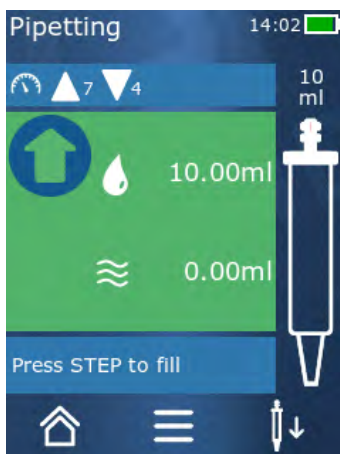 Pipetting 14:02
7 4
10
ml
10.00ml
0.00ml
Press STEP to fill